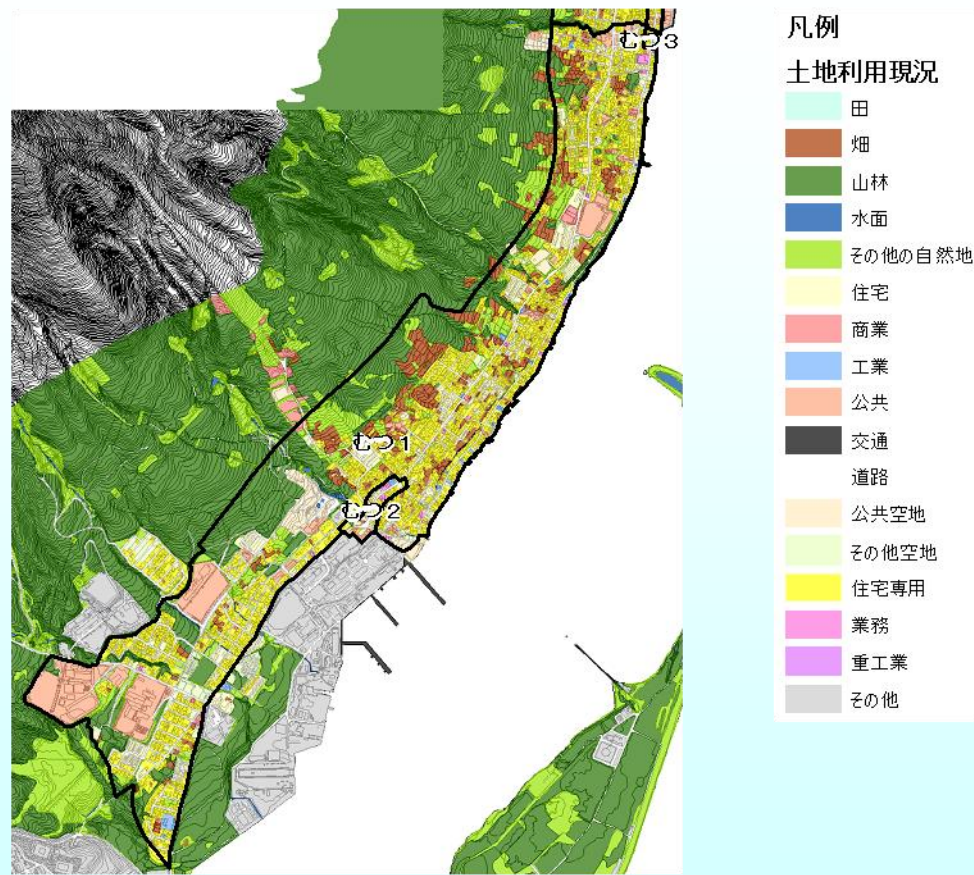 むつ3
むつ1
むつ2
凡例
土地利用現況
田
畑
山林
水面
その他の自然地
住宅
商業
工業
公共
交通
道路
公共空地
その他空地
住宅専用
業務
重工業
その他